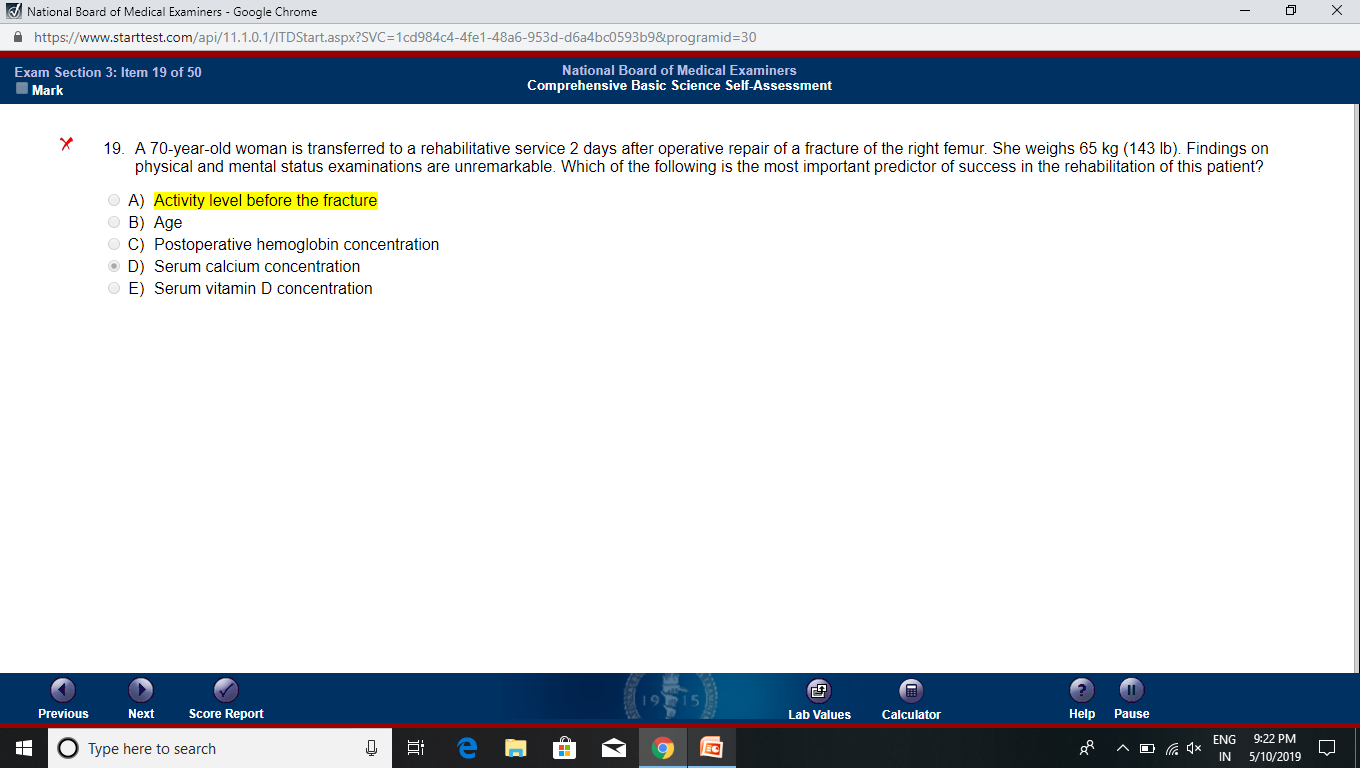 National Board of Medical Examiners - Google Chrome
https://www.starttest.com/api/11.1.0.1/ITDStart.aspx?SVC=1cd984c4-4fe1-48a6-953d-d6a4bc0593b9&programid=30
Exam Section 3: Item 19 of 50
National Board of Medical Examiners
Mark
Comprehensive Basic Science Self-Assessment
19. A 70-year-old woman is transferred to a rehabilitative service 2 days after operative repair of a fracture of the right femur. She weighs 65 kg (143 lb). Findings on
physical and mental status examinations are unremarkable. Which of the following is the most important predictor of success in the rehabilitation of this patient?
A) Activity level before the fracture
B) Age
C) Postoperative hemoglobin concentration
D) Serum calcium concentration
E) Serum vitamin D concentration
19 15
Previous Next Score Report Lab Values Calculator Help Pause
Type here to search
ENG 9:22 PM
IN 5/10/2019